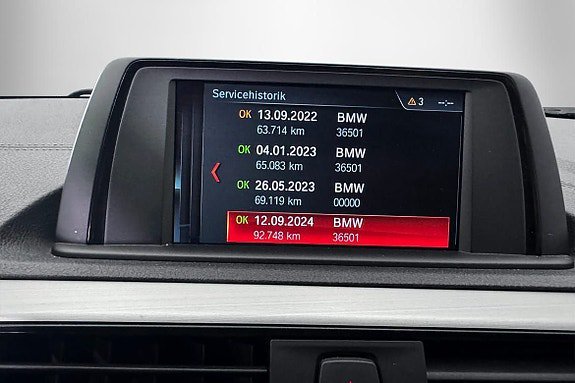 Servicehistorik 3 --:--
OK 13.09.2022 BMW
63.714 km 36501
OK 04.01.2023 BMW
65.083 km 36501
OK 26.05.2023 BMW
69.119 km 00000
OK 12.09.2024 BMW
92.748 km 36501